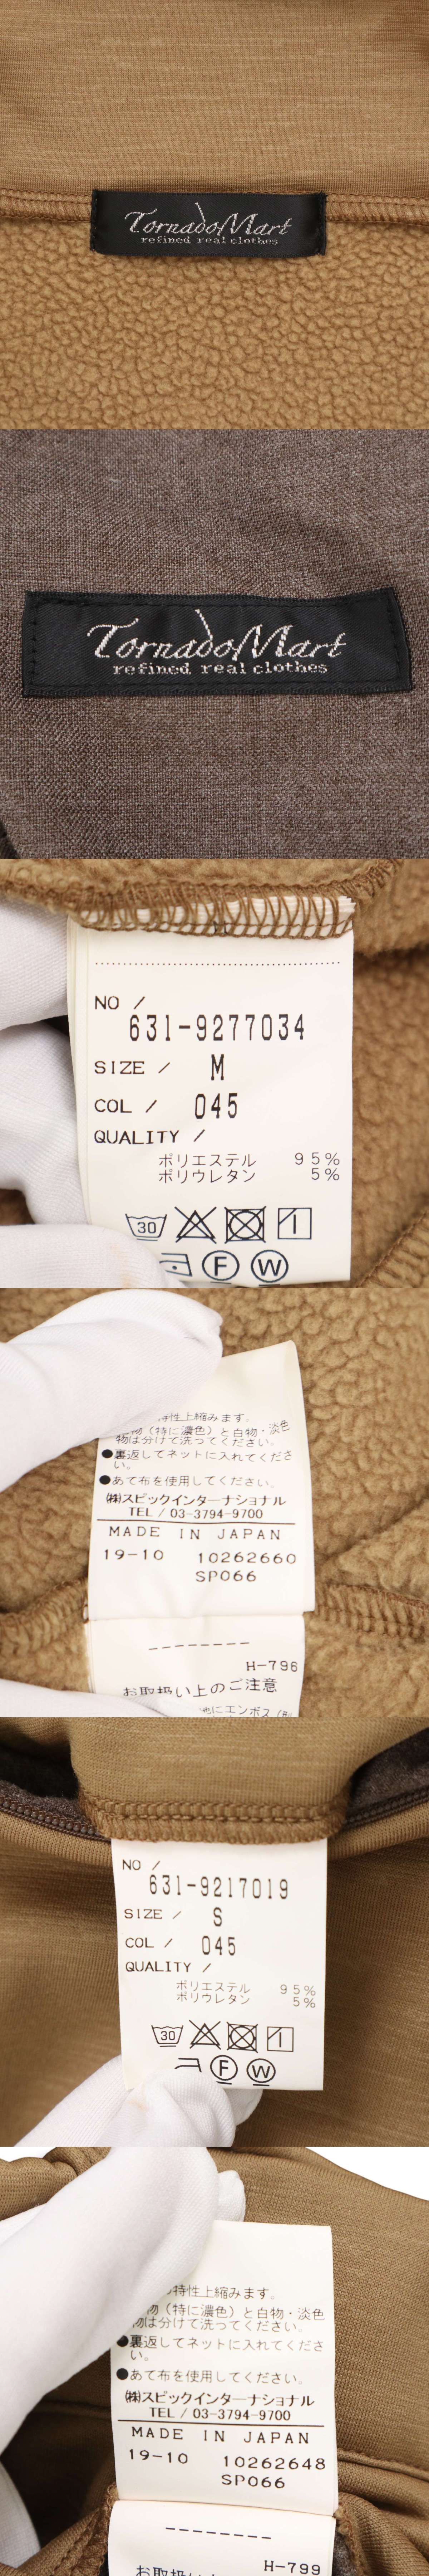 TornadoMart
refined real clothes
TornadoMart
refined real clothes
NO /
631-9277034
SIZE / M
COL / 045
QUALITY /
ポリエステル 95%
ポリウレタン 5%
30
F W
特性上縮みます。
物(特に濃色)と白物・淡色
物は分けて洗ってください。
●裏返してネットに入れてくださ
い。
●あて布を使用してください。
㈱スピックインターナショナル
TEL / 03-3794-9700
MADE IN JAPAN
19-10 10262660
SP066
H-796
お取扱い上のご注意
にエンボス
NO /
631-9217019
SIZE / S
COL / 045
QUALITY /
ポリエステル 95%
ポリウレタン 5%
30
F W
特性上縮みます。
物(特に濃色)と白物・淡色
物は分けて洗ってください。
●裏返してネットに入れてくださ
い。
●あて布を使用してください。
㈱スピックインターナショナル
TEL / 03-3794-9700
MADE IN JAPAN
19-10 10262648
SP066
H-799
お取扱い